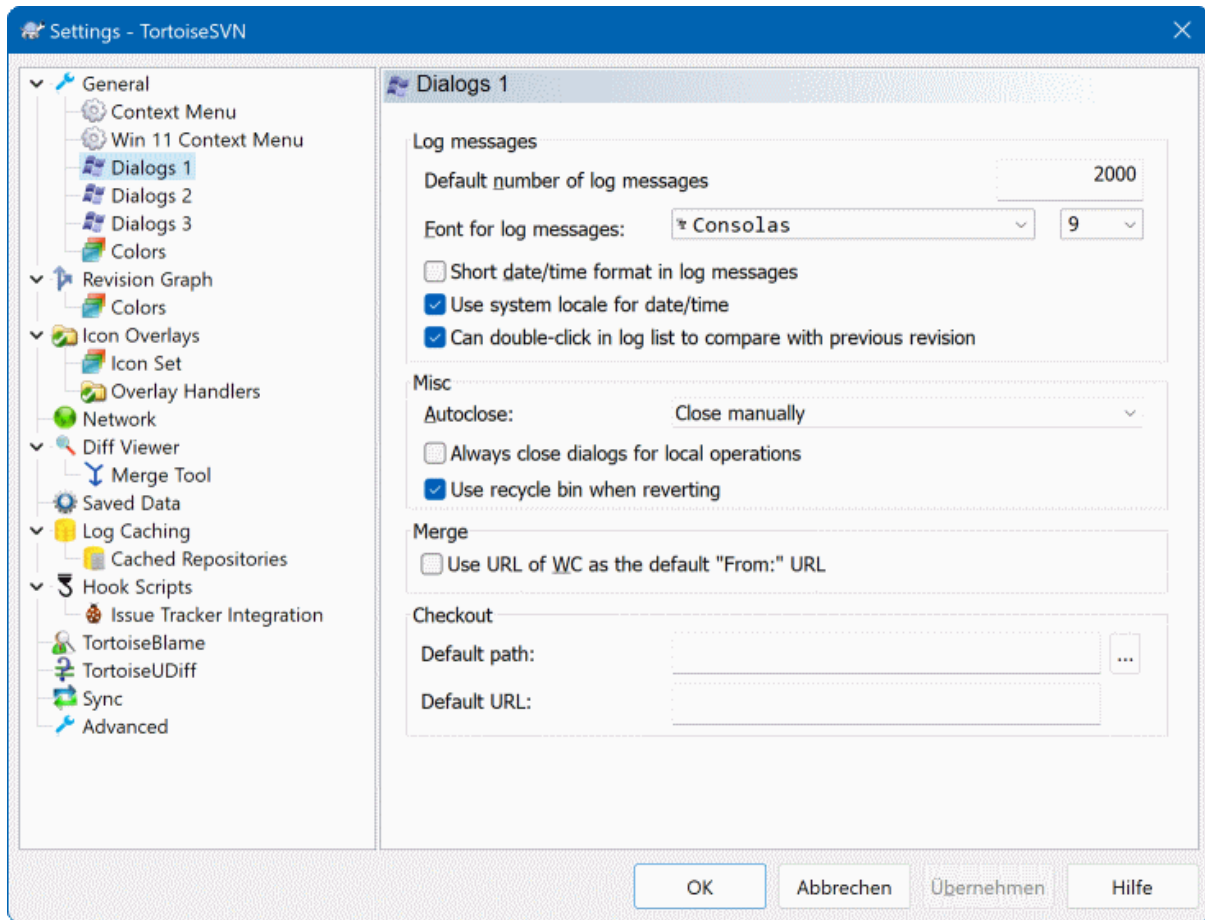 Settings - TortoiseSVN
General
Context Menu
Win 11 Context Menu
Dialogs 1
Dialogs 2
Dialogs 3
Colors
Revision Graph
Colors
Icon Overlays
Icon Set
Overlay Handlers
Network
Diff Viewer
Merge Tool
Saved Data
Log Caching
Cached Repositories
Hook Scripts
Issue Tracker Integration
TortoiseBlame
TortoiseUDiff
Sync
Advanced
Dialogs 1
Log messages
Default number of log messages 2000
Font for log messages: Consolas 9
Short date/time format in log messages
Use system locale for date/time
Can double-click in log list to compare with previous revision
Misc
Autoclose: Close manually
Always close dialogs for local operations
Use recycle bin when reverting
Merge
Use URL of WC as the default "From:" URL
Checkout
Default path: ...
Default URL:
OK Abbrechen Übernehmen Hilfe